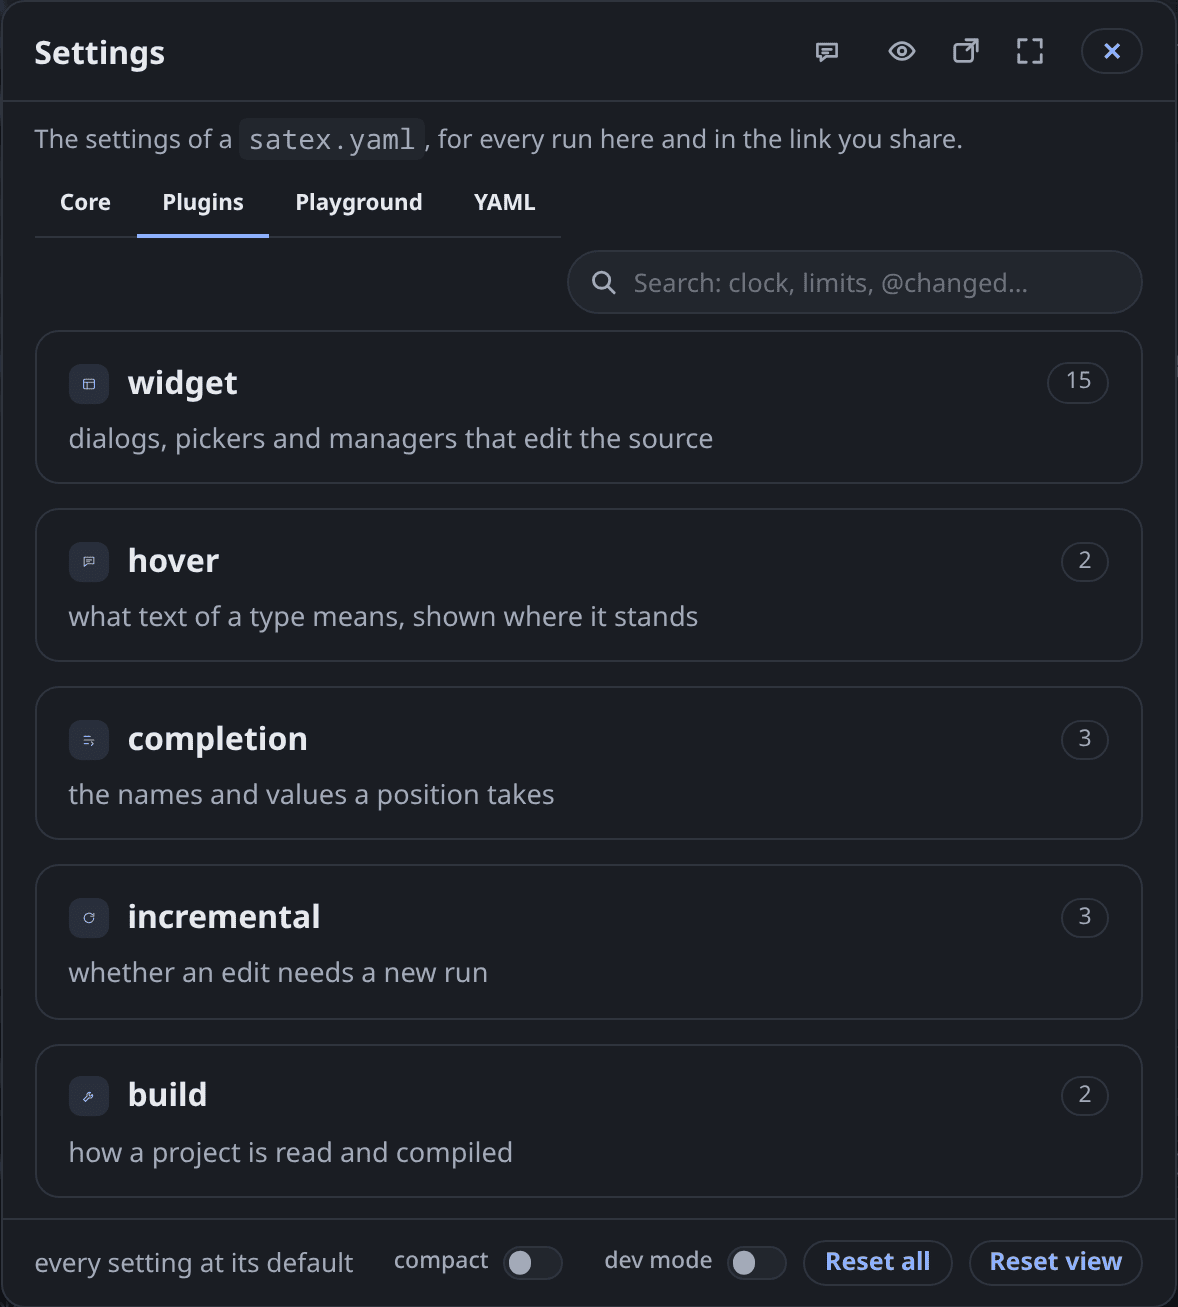 Settings
The settings of a satex.yaml, for every run here and in the link you share.
Core Plugins Playground YAML
Search: clock, limits, @changed...
widget 15
dialogs, pickers and managers that edit the source
hover 2
what text of a type means, shown where it stands
completion 3
the names and values a position takes
incremental 3
whether an edit needs a new run
build 2
how a project is read and compiled
every setting at its default compact dev mode Reset all Reset view